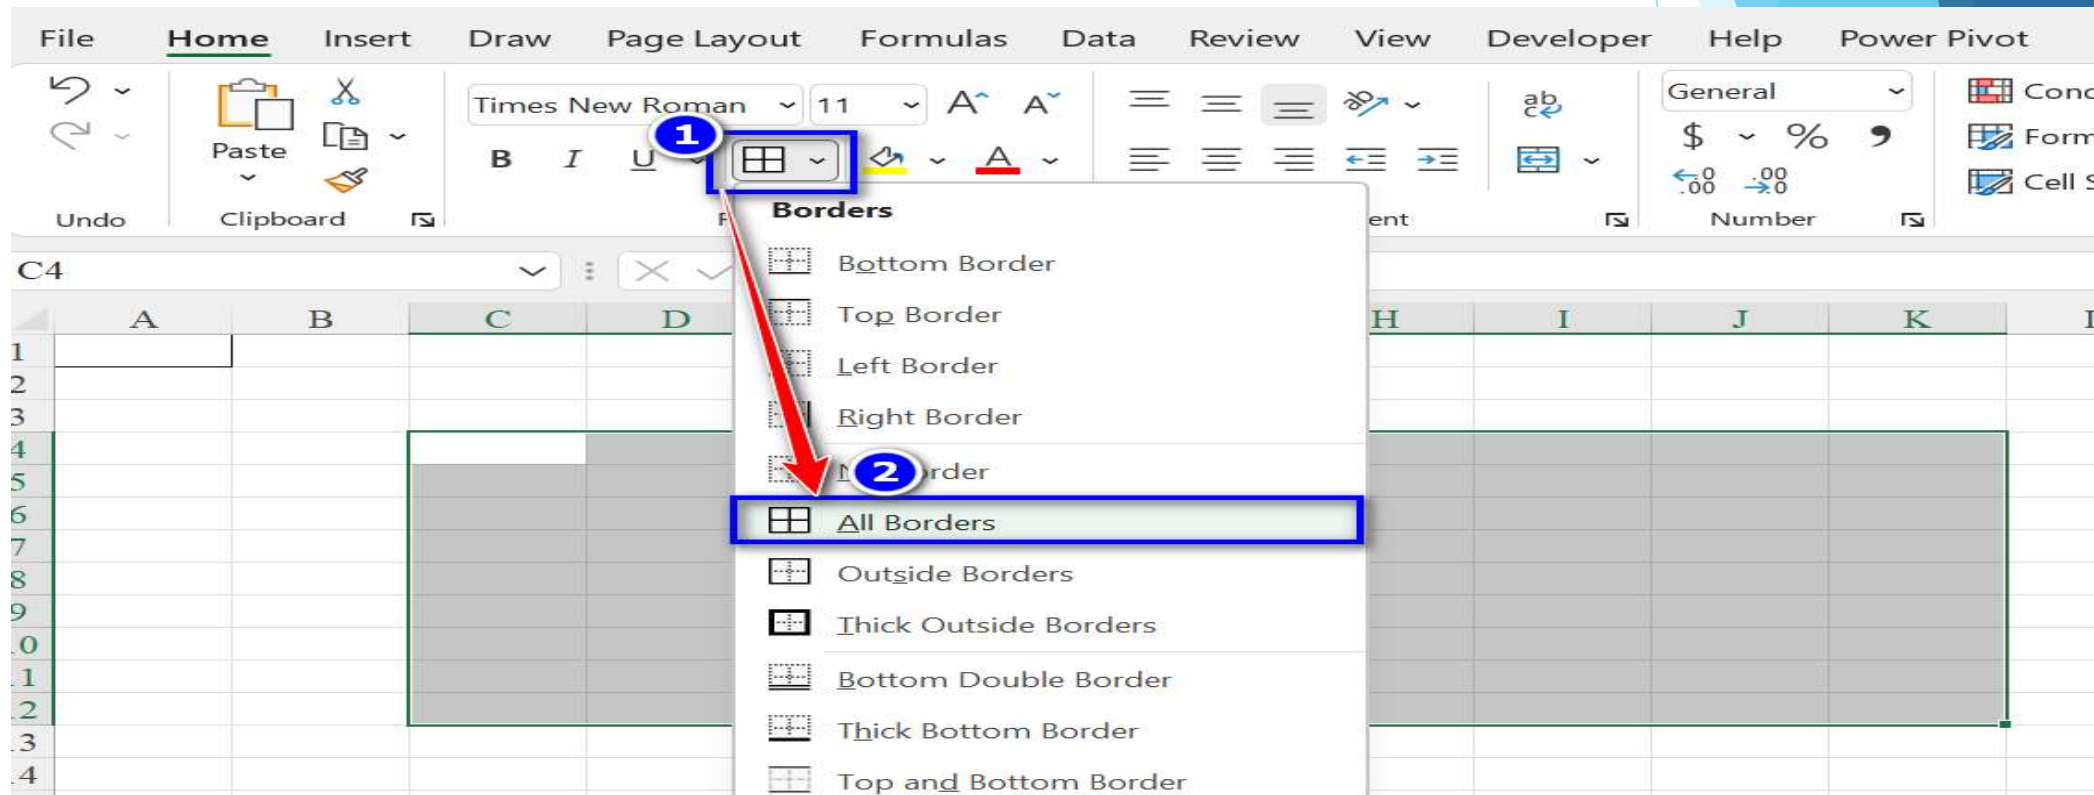 File Home Insert Draw Page Layout Formulas Data Review View Developer Help Power Pivot
Times New Roman 11 General
Paste B I U A $ % Form
Undo Clipboard Number Cell
Borders
C4
Bottom Border
Top Border
Left Border
Right Border
2
All Borders
Outside Borders
Thick Outside Borders
Bottom Double Border
Thick Bottom Border
Top and Bottom Border
A B C D H I J K
1
2
3
4
5
6
7
8
9